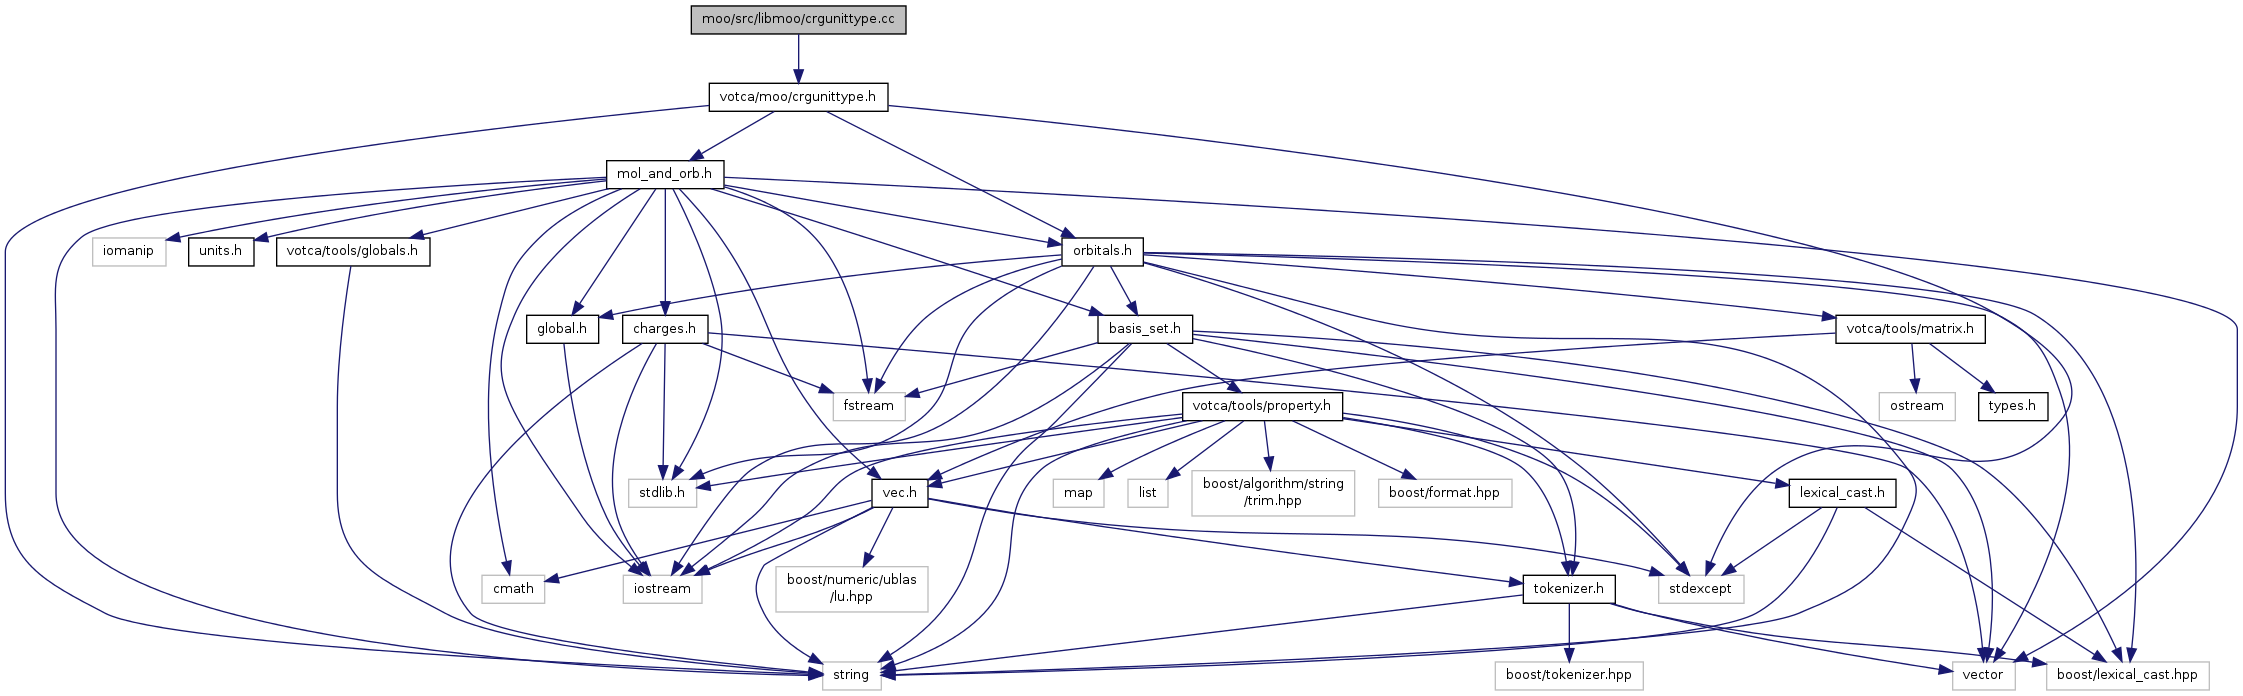 moo/src/libmoo/crgunittype.cc
votca/moo/crgunittype.h
mol_and_orb.h
iomanip
units.h
votca/tools/globals.h
orbitals.h
global.h
charges.h
basis_set.h
votca/tools/matrix.h
fstream
votca/tools/property.h
ostream
types.h
stdlib.h
vec.h
map
list
boost/algorithm/string
/trim.hpp
boost/format.hpp
lexical_cast.h
cmath
iostream
boost/numeric/ublas
/lu.hpp
tokenizer.h
stdexcept
string
boost/tokenizer.hpp
vector
boost/lexical_cast.hpp